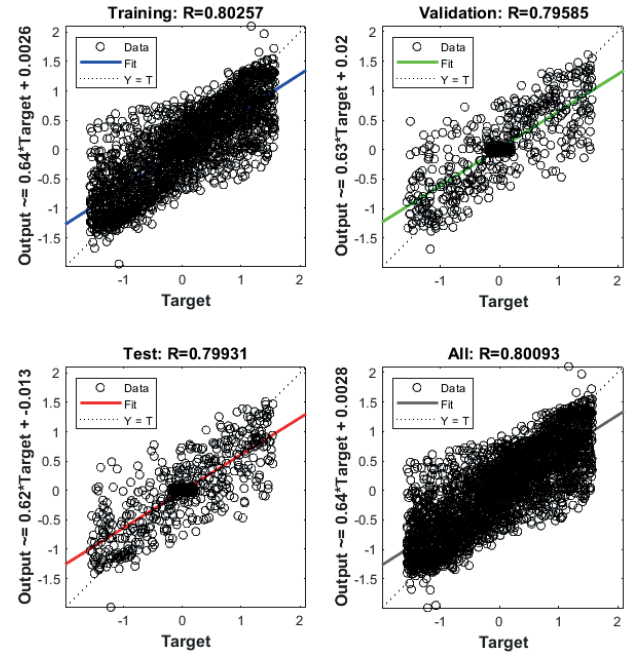 Training: R=0.80257
Output ~= 0.64*Target + 0.0026
2
1.5
1
0.5
0
-0.5
-1
-1.5
Data
Fit
Y = T
-1
0
1
2
Target
Validation: R=0.79585
Output ~= 0.63*Target + 0.02
2
1.5
1
0.5
0
-0.5
-1
-1.5
Data
Fit
Y = T
-1
0
1
2
Target
Test: R=0.79931
Output ~= 0.62*Target + -0.013
2
1.5
1
0.5
0
-0.5
-1
-1.5
Data
Fit
Y = T
-1
0
1
2
Target
All: R=0.80093
Output ~= 0.64*Target + 0.0028
2
1.5
1
0.5
0
-0.5
-1
-1.5
Data
Fit
Y = T
-1
0
1
2
Target